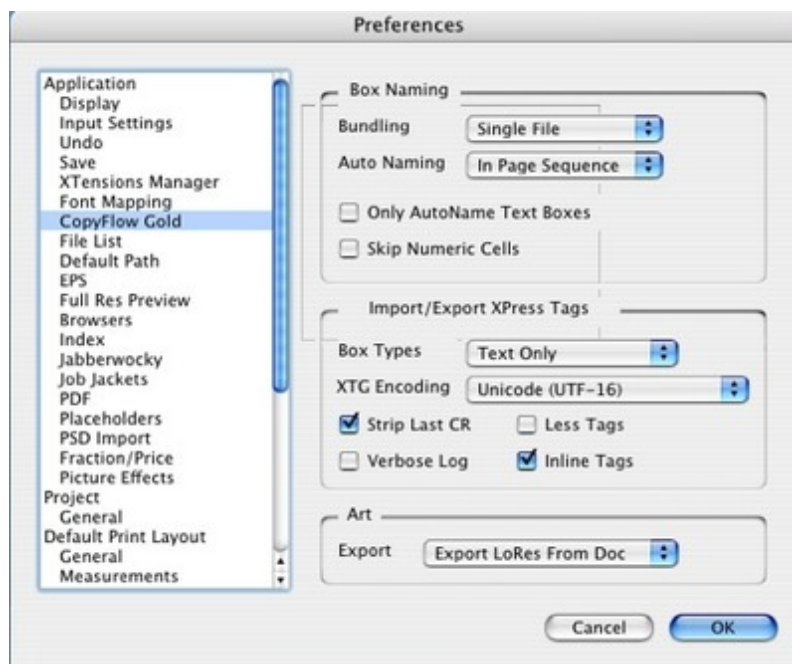 Preferences
Application
Display
Input Settings
Undo
Save
XTensions Manager
Font Mapping
CopyFlow Gold
File List
Default Path
EPS
Full Res Preview
Browsers
Index
Jabberwocky
Job Jackets
PDF
Placeholders
PSD Import
Fraction/Price
Picture Effects
Project
General
Default Print Layout
General
Measurements
Box Naming
Bundling Single File
Auto Naming In Page Sequence
Only AutoName Text Boxes
Skip Numeric Cells
Import/Export XPress Tags
Box Types Text Only
XTG Encoding Unicode (UTF-16)
Strip Last CR Less Tags
Verbose Log Inline Tags
Art
Export Export LoRes From Doc
Cancel OK